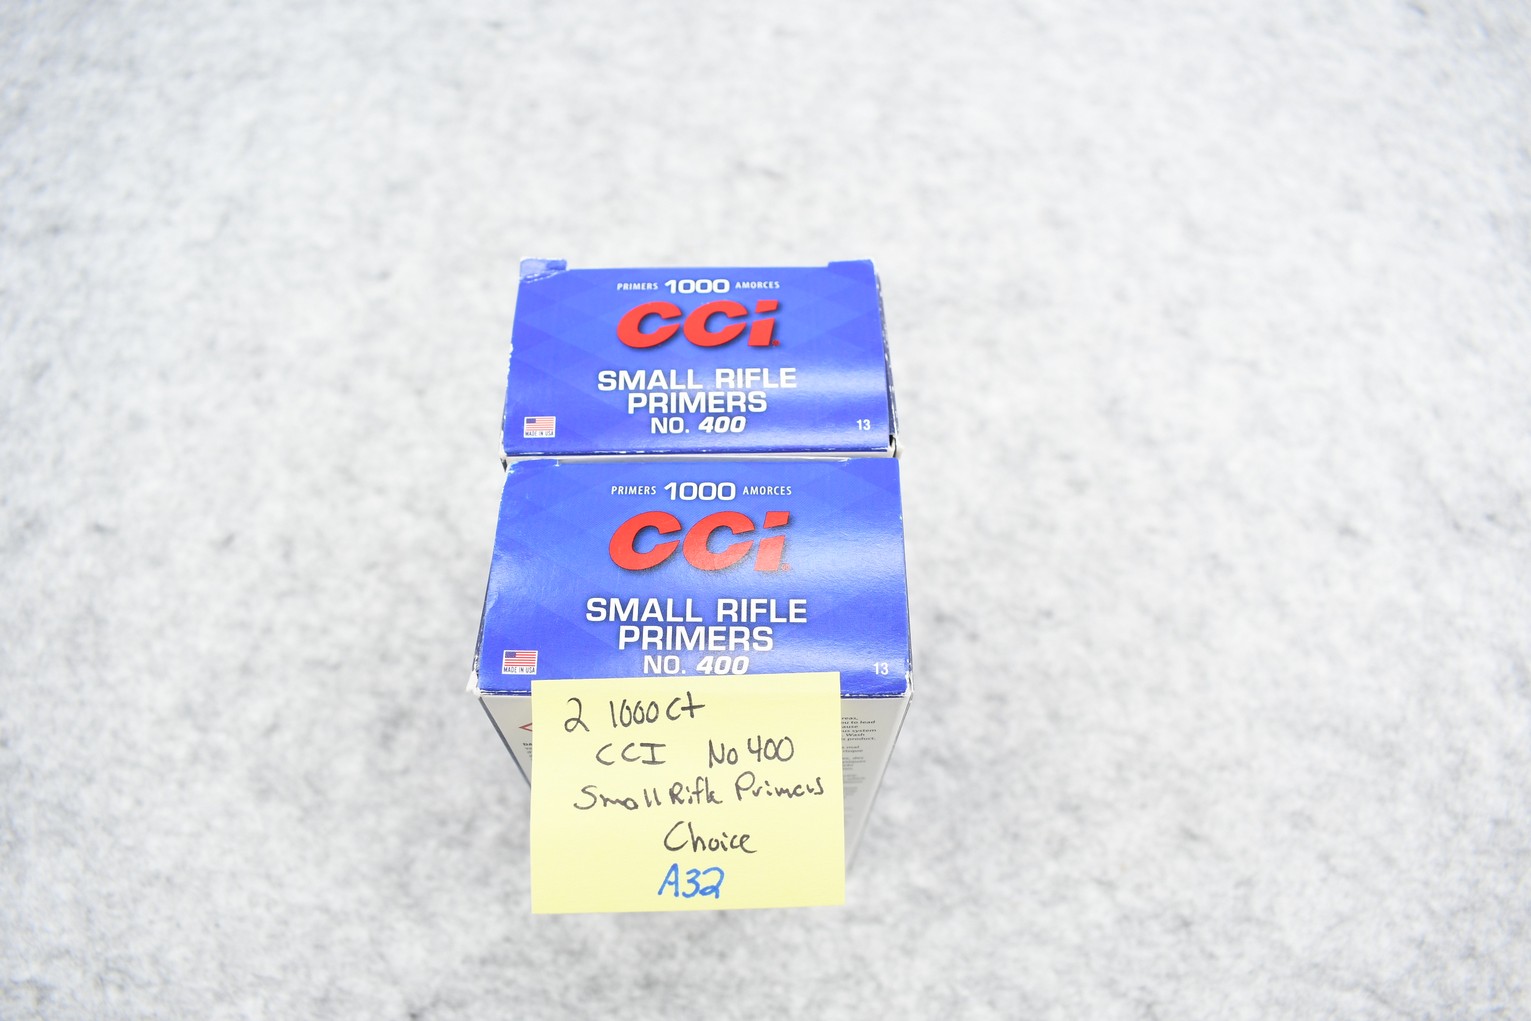 PRIMERS 1000 AMORCES
CCi
SMALL RIFLE
PRIMERS
NO. 400
MADE IN USA
13
PRIMERS 1000 AMORCES
CCi
SMALL RIFLE
PRIMERS
NO. 400
MADE IN USA
13
2 1000 Ct
CCI No 400
Small Rifle Primers
Choice
A32